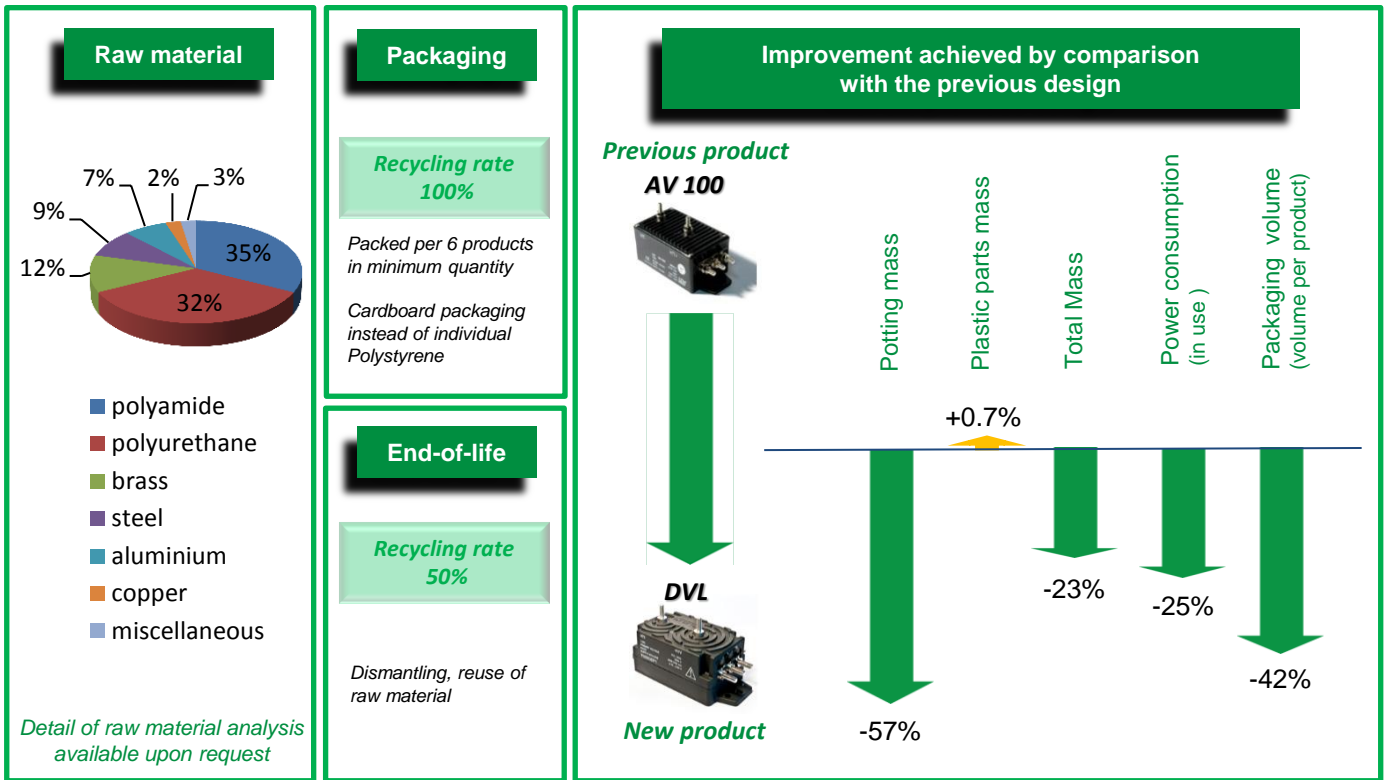 Raw material
7%
2%
3%
9%
12%
35%
32%
polyamide
polyurethane
brass
steel
aluminium
copper
miscellaneous
Detail of raw material analysis
available upon request
Packaging
Recycling rate
100%
Packed per 6 products
in minimum quantity
Cardboard packaging
instead of individual
Polystyrene
End-of-life
Recycling rate
50%
Dismantling, reuse of
raw material
Improvement achieved by comparison
with the previous design
Previous product
AV 100
DVL
New product
Potting mass
Plastic parts mass
Total Mass
Power consumption
(in use )
Packaging volume
(volume per product)
+0.7%
-23%
-25%
-42%
-57%